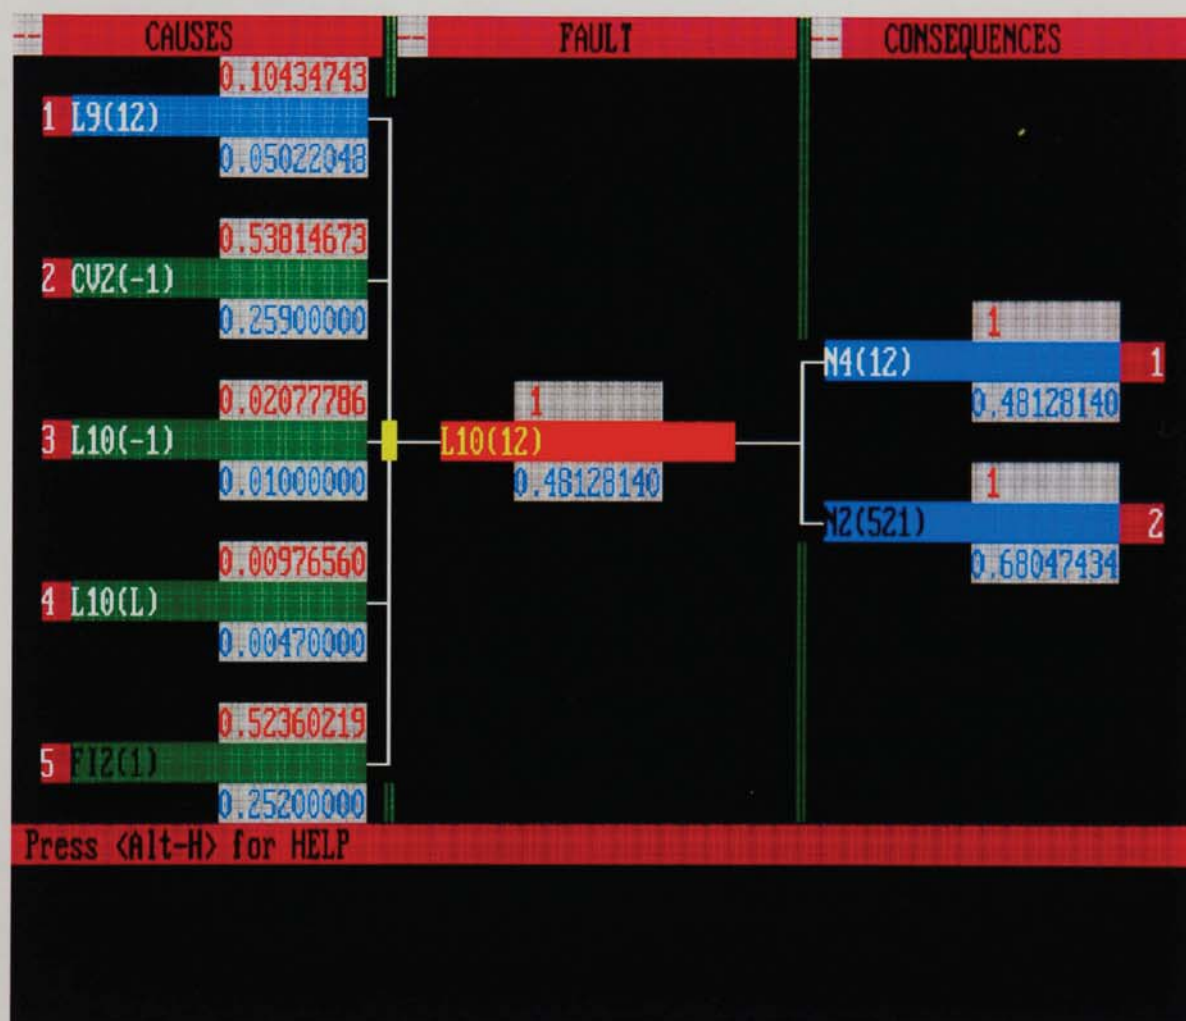 -- CAUSES -- FAULT -- CONSEQUENCES
0.10434743
1 L9(12)
0.05022048
0.53814673
2 CV2(-1)
0.25900000
0.02077786
3 L10(-1)
0.01000000
0.00976560
4 L10(L)
0.00470000
0.52360219
5 FI2(1)
0.25200000
1
L10(12)
0.48128140
1
N4(12) 1
0.48128140
1
N2(521) 2
0.68047434
Press <Alt-H> for HELP